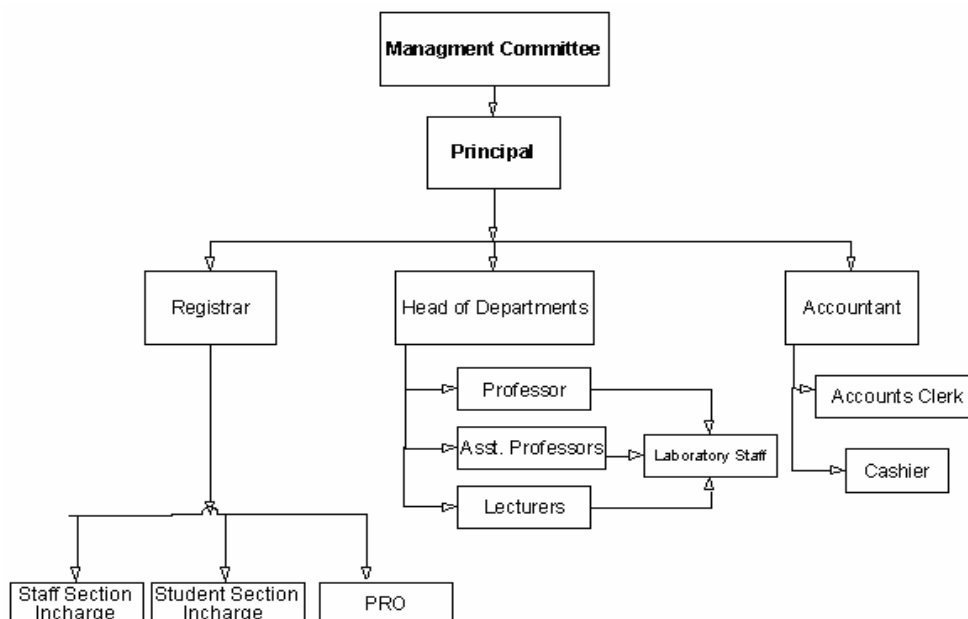 Managment Committee
Principal
Registrar
Head of Departments
Accountant
Professor
Accounts Clerk
Asst. Professors
Laboratory Staff
Cashier
Lecturers
Staff Section
Incharge
Student Section
Incharge
PRO